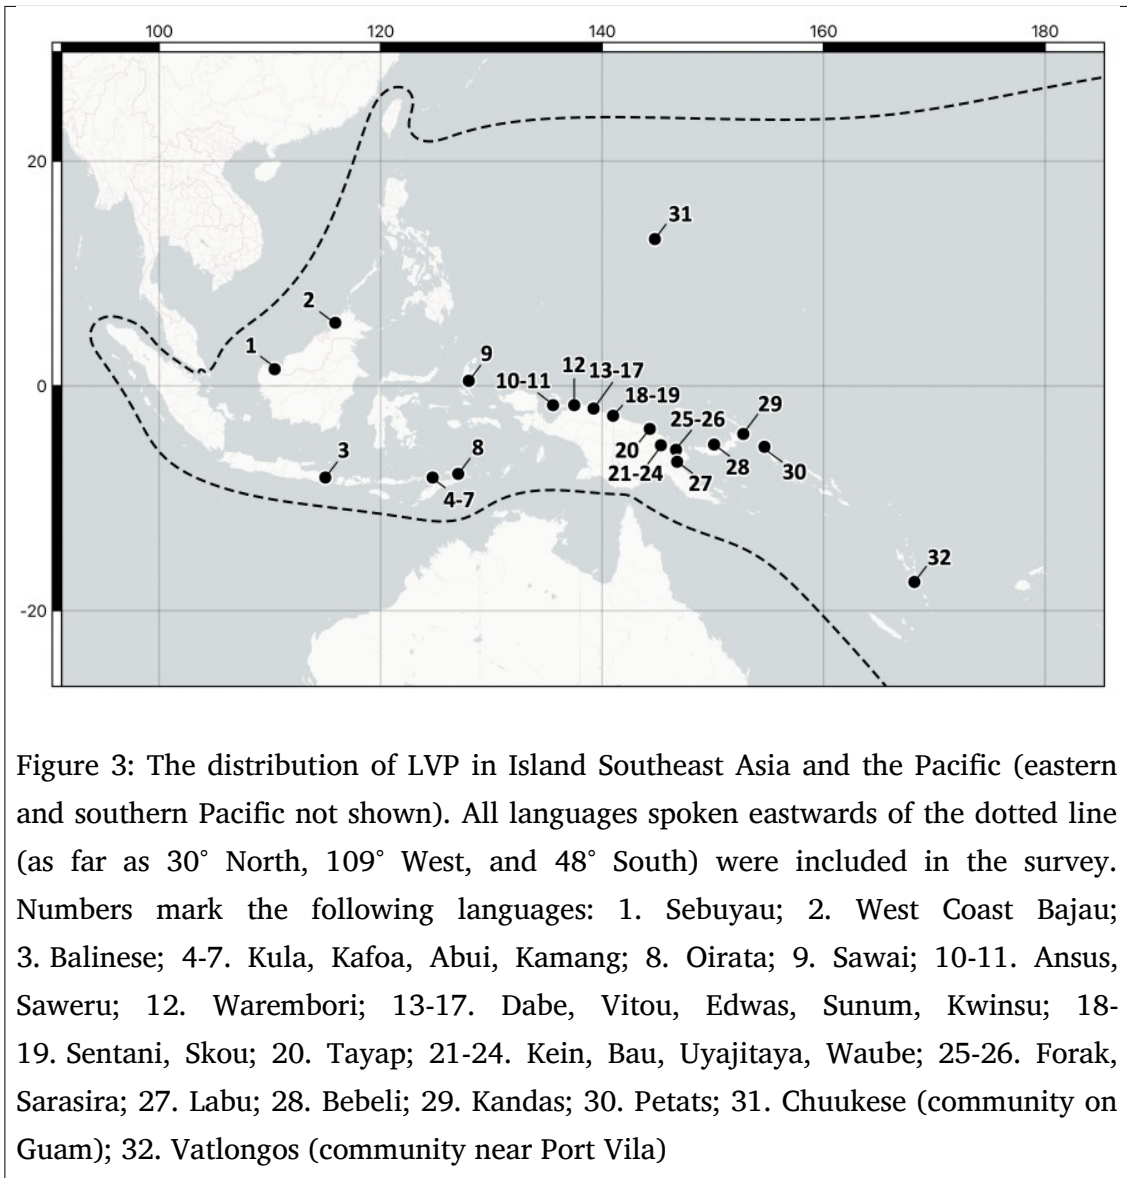 100 120 140 160 180
20
31
2
1
9
12
13-17
10-11
18-19
0
29
25-26
3
8
20
21-24
28
30
27
4-7
32
-20
Figure 3: The distribution of LVP in Island Southeast Asia and the Pacific (eastern
and southern Pacific not shown). All languages spoken eastwards of the dotted line
(as far as 30° North, 109° West, and 48° South) were included in the survey.
Numbers mark the following languages: 1. Sebuyau; 2. West Coast Bajau;
3. Balinese; 4-7. Kula, Kafoa, Abui, Kamang; 8. Oirata; 9. Sawai; 10-11. Ansus,
Saweru; 12. Warembori; 13-17. Dabe, Vitou, Edwas, Sunum, Kwinsu; 18-
19. Sentani, Skou; 20. Tayap; 21-24. Kein, Bau, Uyajitaya, Waube; 25-26. Forak,
Sarasira; 27. Labu; 28. Bebeli; 29. Kandas; 30. Petats; 31. Chuukese (community on
Guam); 32. Vatlongos (community near Port Vila)